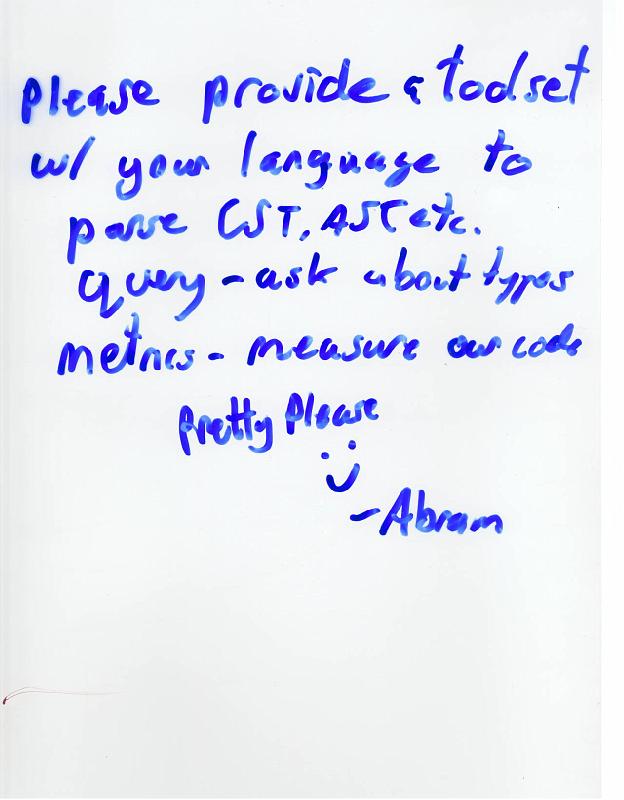 Please provide a toolset
w/ your language to
parse CST, AST etc.
query - ask about types
metrics - measure our code
Pretty Please
:)
-Abram